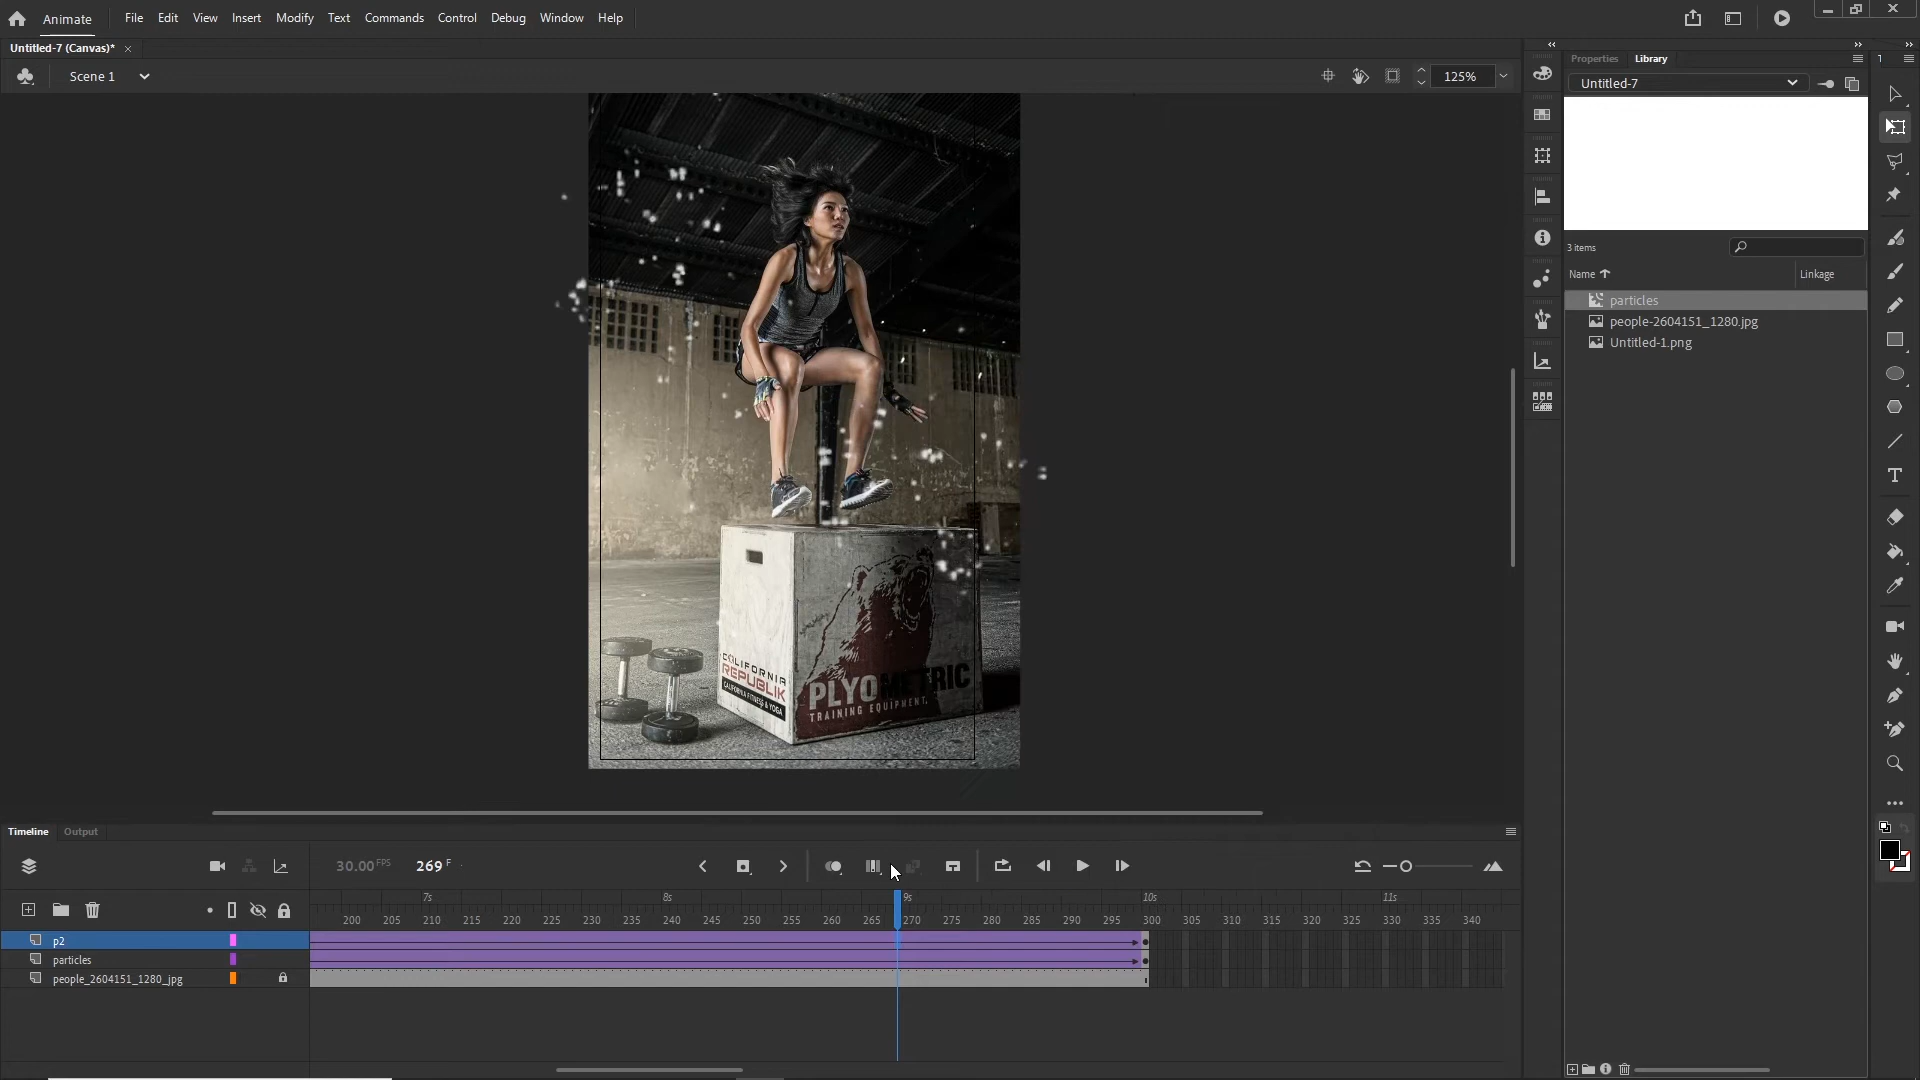 Animate File Edit View Insert Modify Text Commands Control Debug Window Help
Untitled-7 (Canvas)* ×
Scene 1 125%
Properties Library
Untitled-7
3 items
Name Linkage
particles
people-2604151_1280.jpg
Untitled-1.png
CALIFORNIA
REPUBLIK
CALIFORNIA FITNESS & YOGA
PLYOMETRIC
TRAINING EQUIPMENT.
Timeline Output
30.00 FPS 269 F
7s 8s 9s 10s 11s
200 205 210 215 220 225 230 235 240 245 250 255 260 265 270 275 280 285 290 295 300 305 310 315 320 325 330 335 340
p2
particles
people_2604151_1280_jpg